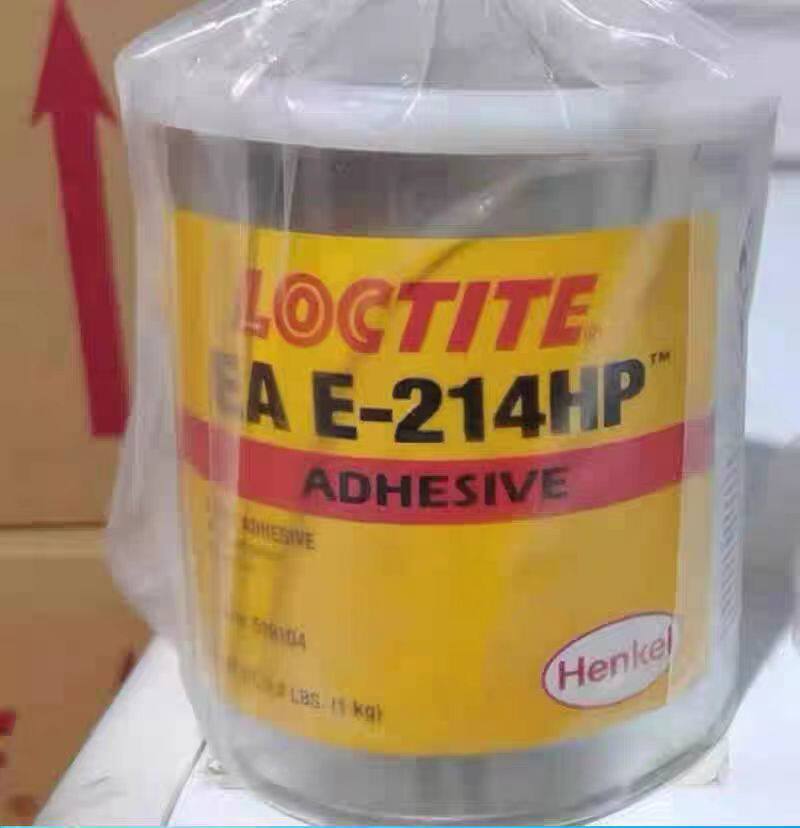 LOCTITE
EA E-214HP™
ADHESIVE
ADHESIVE
LBS. (1 kg)
Henkel